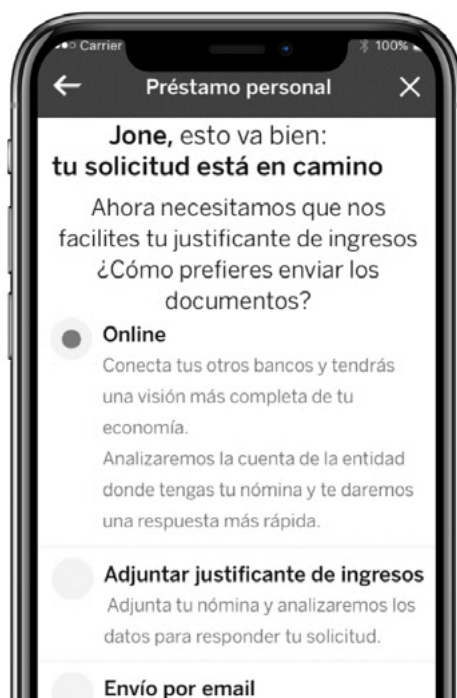 Carrier
100%
Préstamo personal
Jone, esto va bien:
tu solicitud está en camino
Ahora necesitamos que nos
facilites tu justificante de ingresos
¿Cómo prefieres enviar los
documentos?
Online
Conecta tus otros bancos y tendrás
una visión más completa de tu
economía.
Analizaremos la cuenta de la entidad
donde tengas tu nómina y te daremos
una respuesta más rápida.
Adjuntar justificante de ingresos
Adjunta tu nómina y analizaremos los
datos para responder tu solicitud.
Envío por email